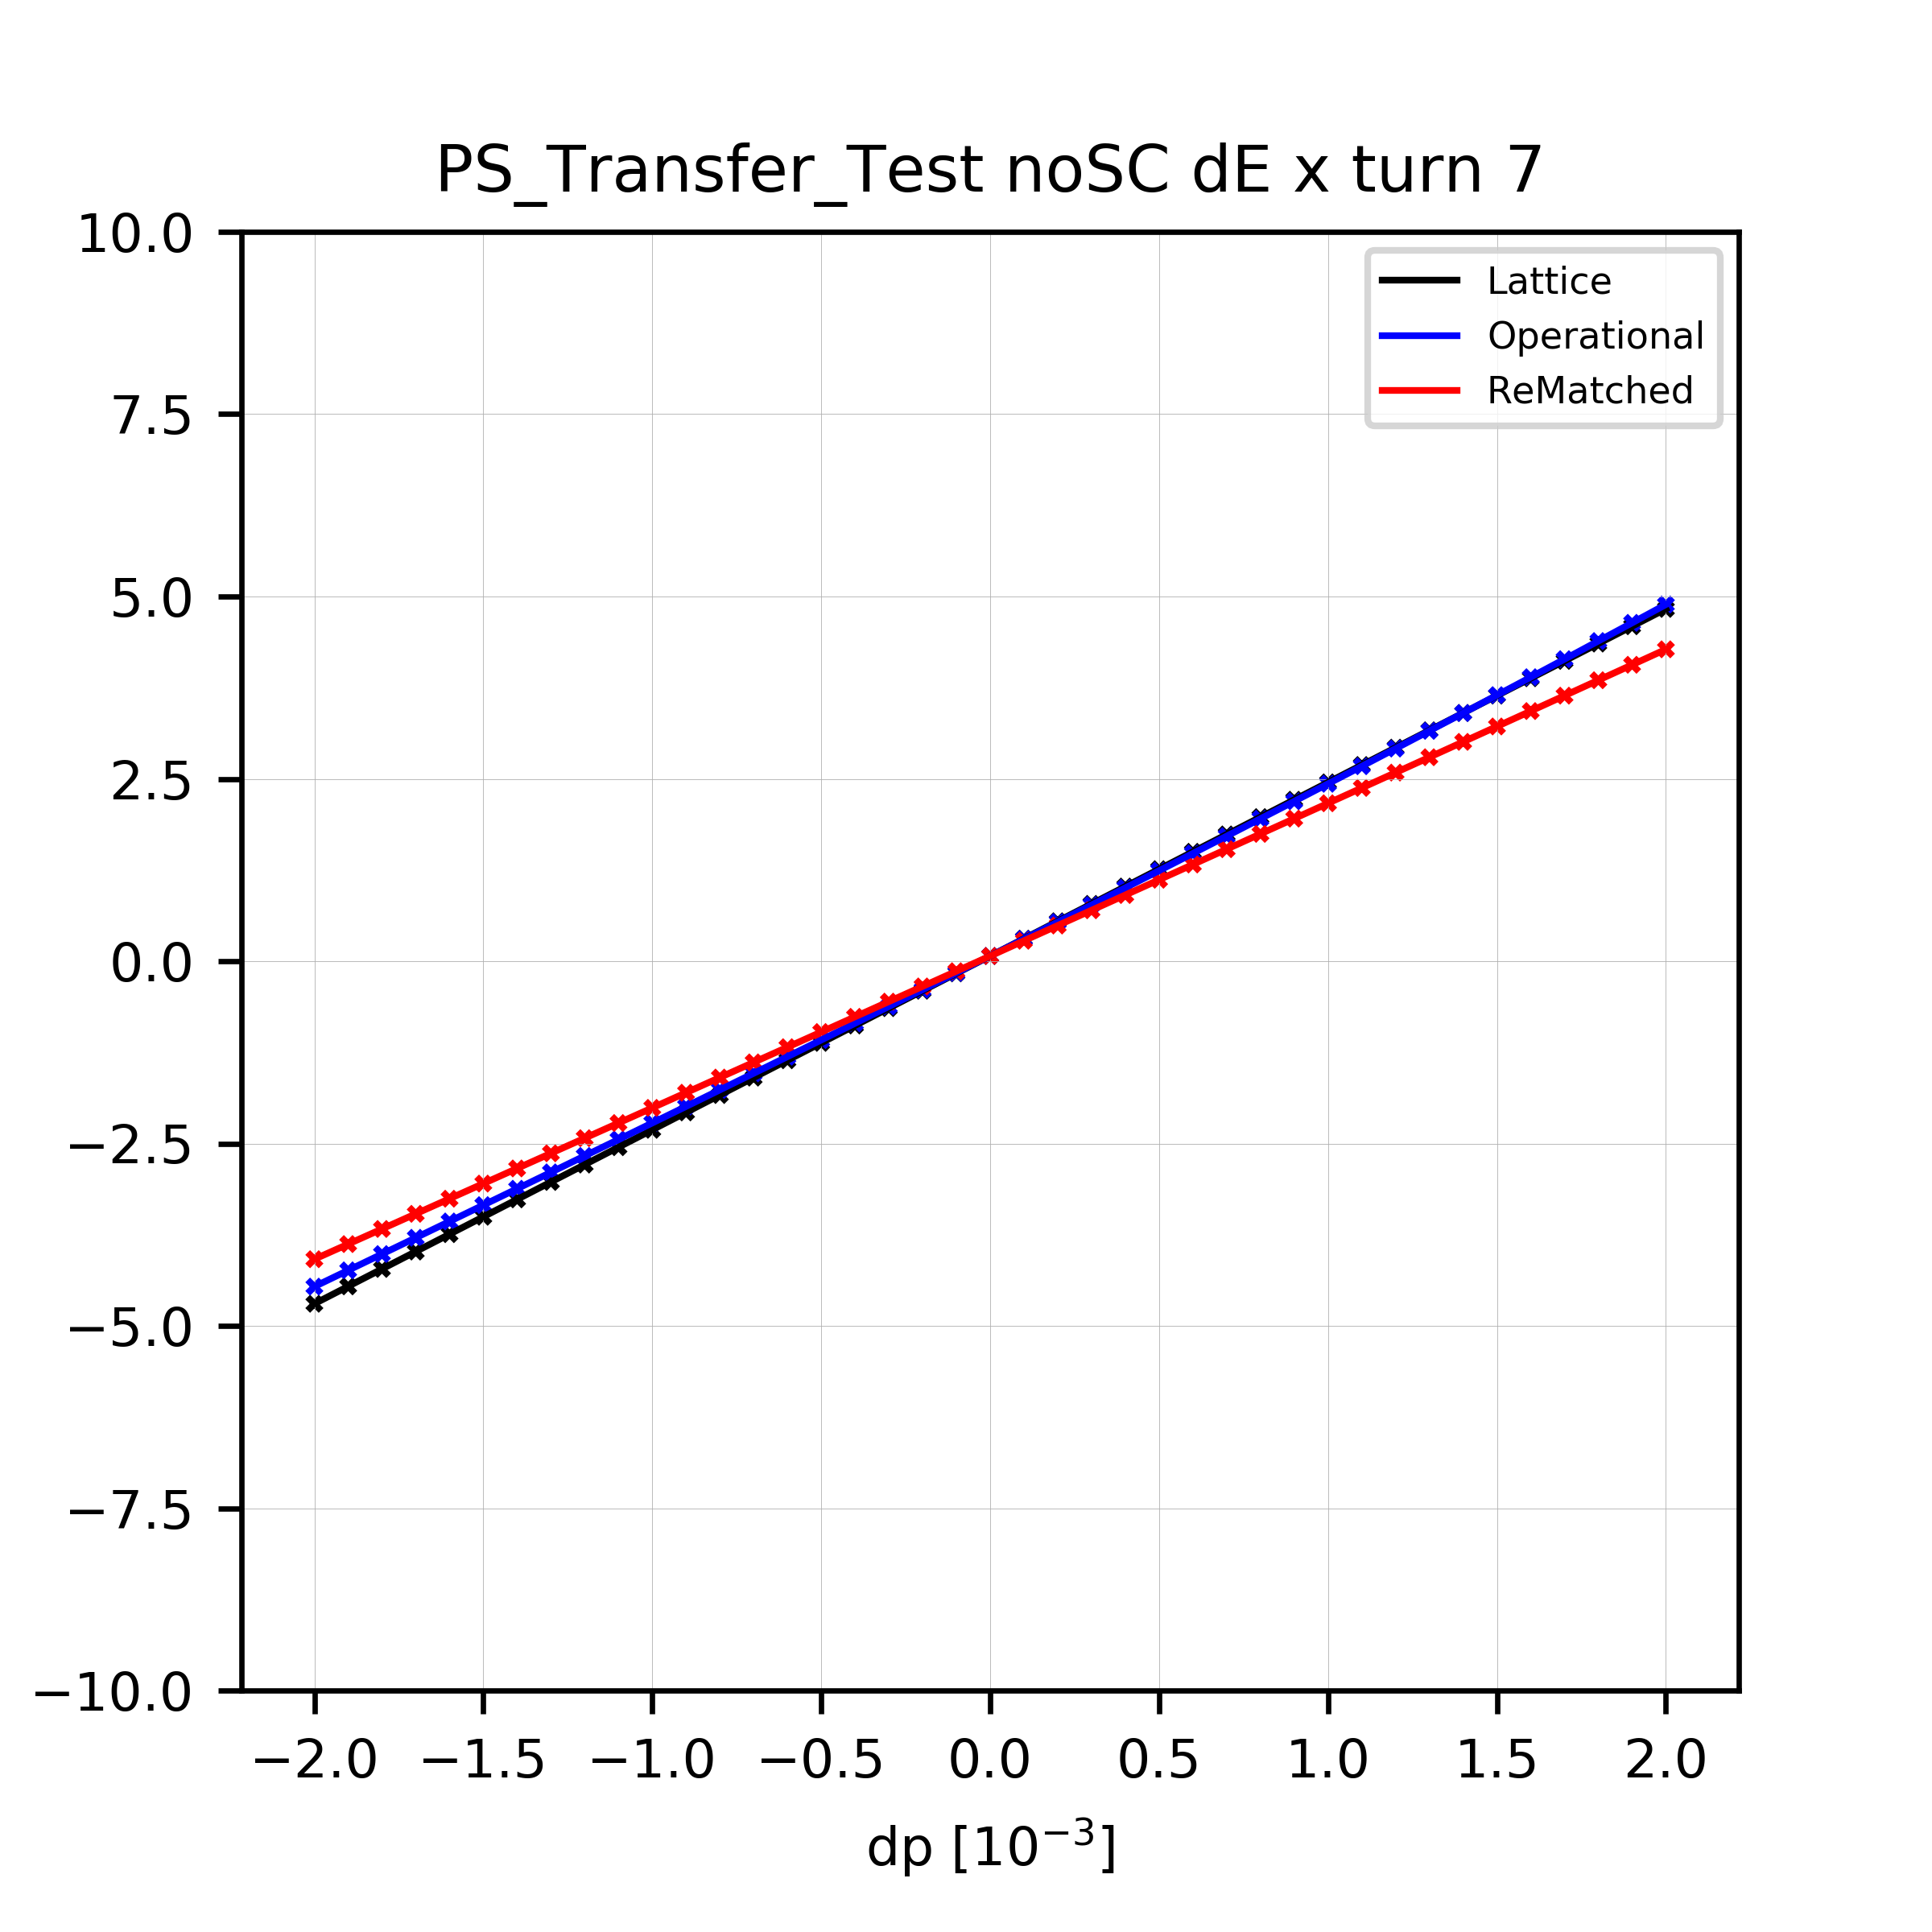 PS_Transfer_Test noSC dE x turn 7
10.0
7.5
5.0
2.5
0.0
−2.5
−5.0
−7.5
−10.0
Lattice
Operational
ReMatched
−2.0 −1.5 −1.0 −0.5 0.0 0.5 1.0 1.5 2.0
dp [10⁻³]